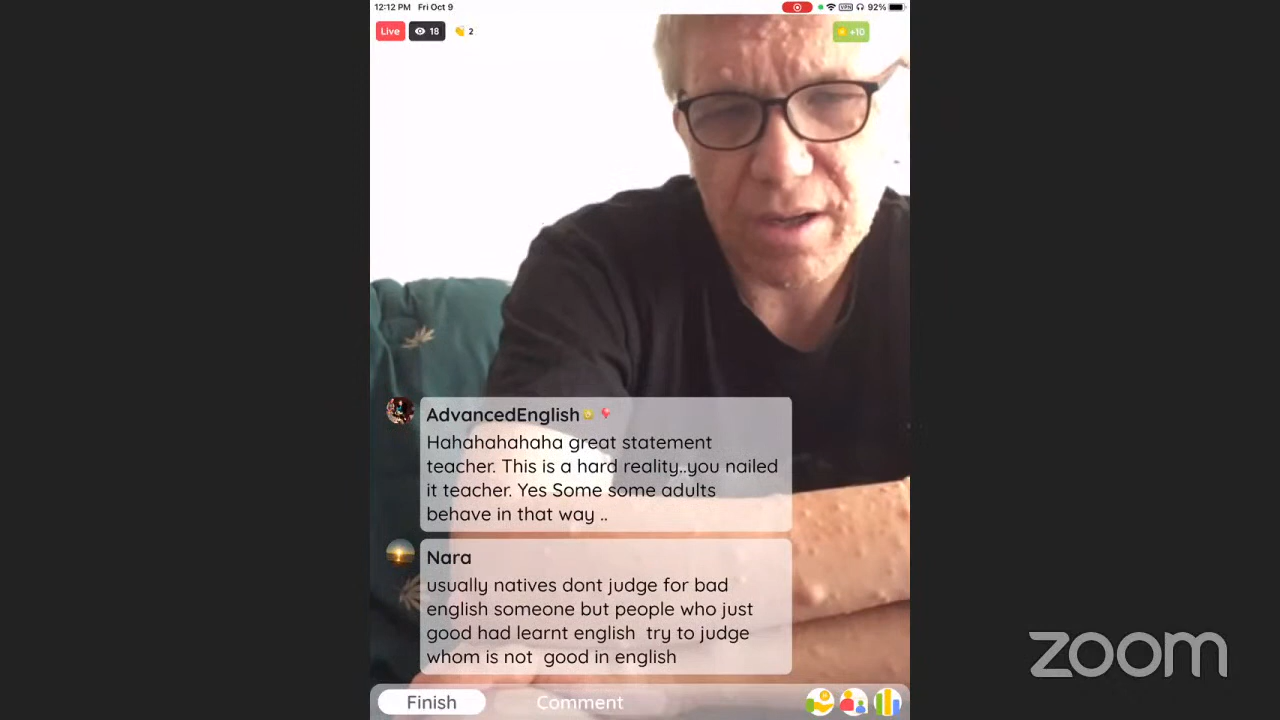 12:12 PM Fri Oct 9
VPN 92%
Live 18 2
+10
AdvancedEnglish
Hahahahahaha great statement
teacher. This is a hard reality..you nailed
it teacher. Yes Some some adults
behave in that way ..
Nara
usually natives dont judge for bad
english someone but people who just
good had learnt english try to judge
whom is not good in english
Finish Comment
zoom